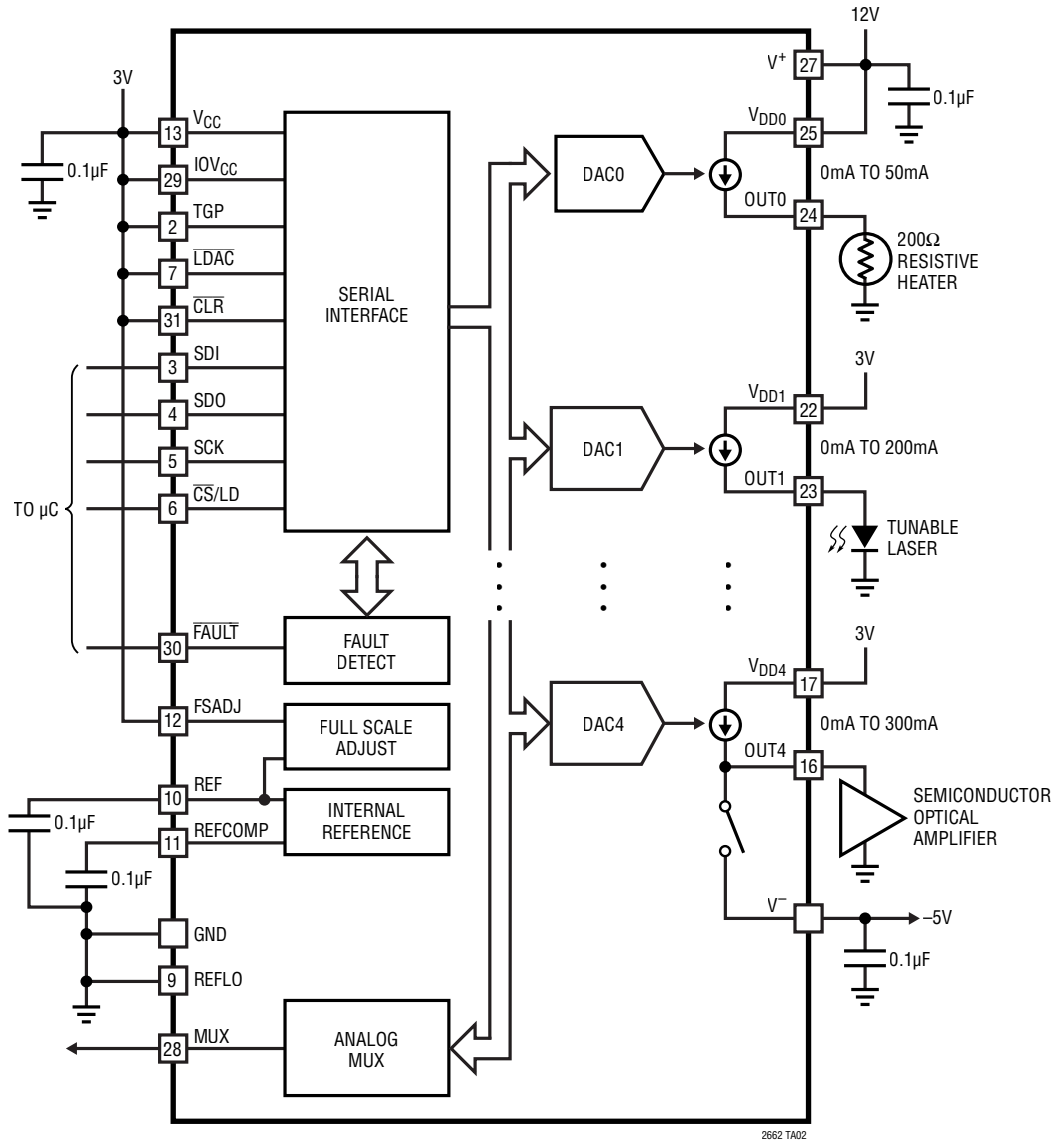 12V
V+
27
0.1µF
3V
VCC
13
0.1µF
IOVCC
29
TGP
2
LDAC
7
CLR
31
SDI
3
SDO
4
SCK
5
CS/LD
6
TO µC
FAULT
30
FSADJ
12
REF
10
0.1µF
REFCOMP
11
0.1µF
GND
REFLO
9
MUX
28
SERIAL
INTERFACE
FAULT
DETECT
FULL SCALE
ADJUST
INTERNAL
REFERENCE
ANALOG
MUX
DAC0
VDD0
25
0mA TO 50mA
OUT0
24
200Ω
RESISTIVE
HEATER
DAC1
3V
VDD1
22
0mA TO 200mA
OUT1
23
TUNABLE
LASER
DAC4
3V
VDD4
17
0mA TO 300mA
OUT4
16
SEMICONDUCTOR
OPTICAL
AMPLIFIER
V−
–5V
0.1µF
2662 TA02